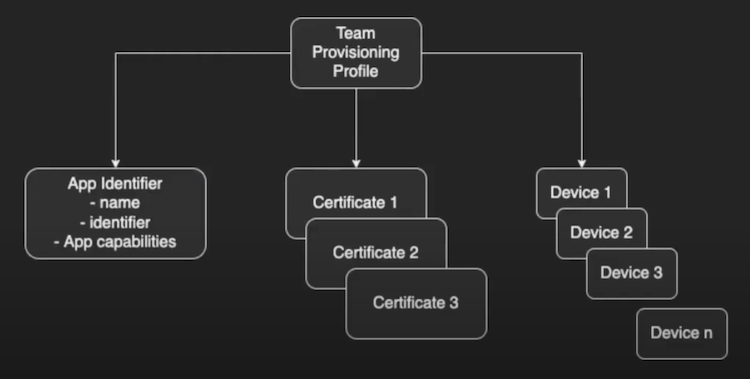 Team
Provisioning
Profile
App Identifier
- name
- identifier
- App capabilities
Certificate 1
Certificate 2
Certificate 3
Device 1
Device 2
Device 3
Device n